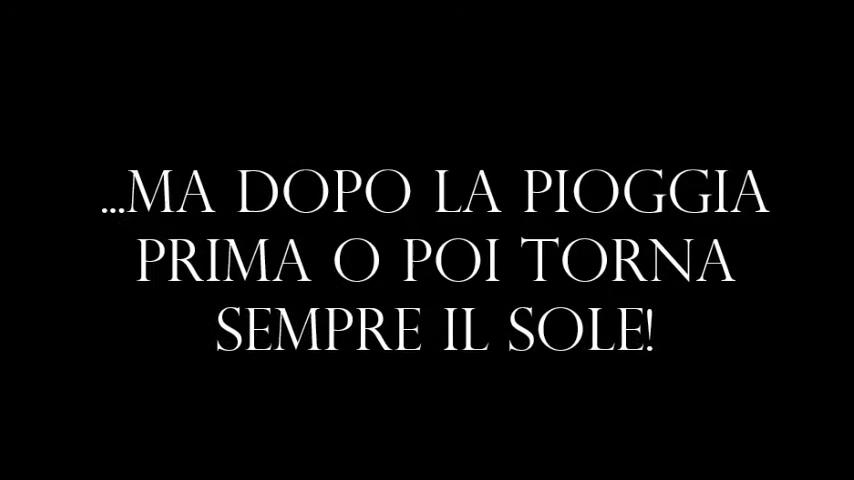 ...MA DOPO LA PIOGGIA
PRIMA O POI TORNA
SEMPRE IL SOLE!